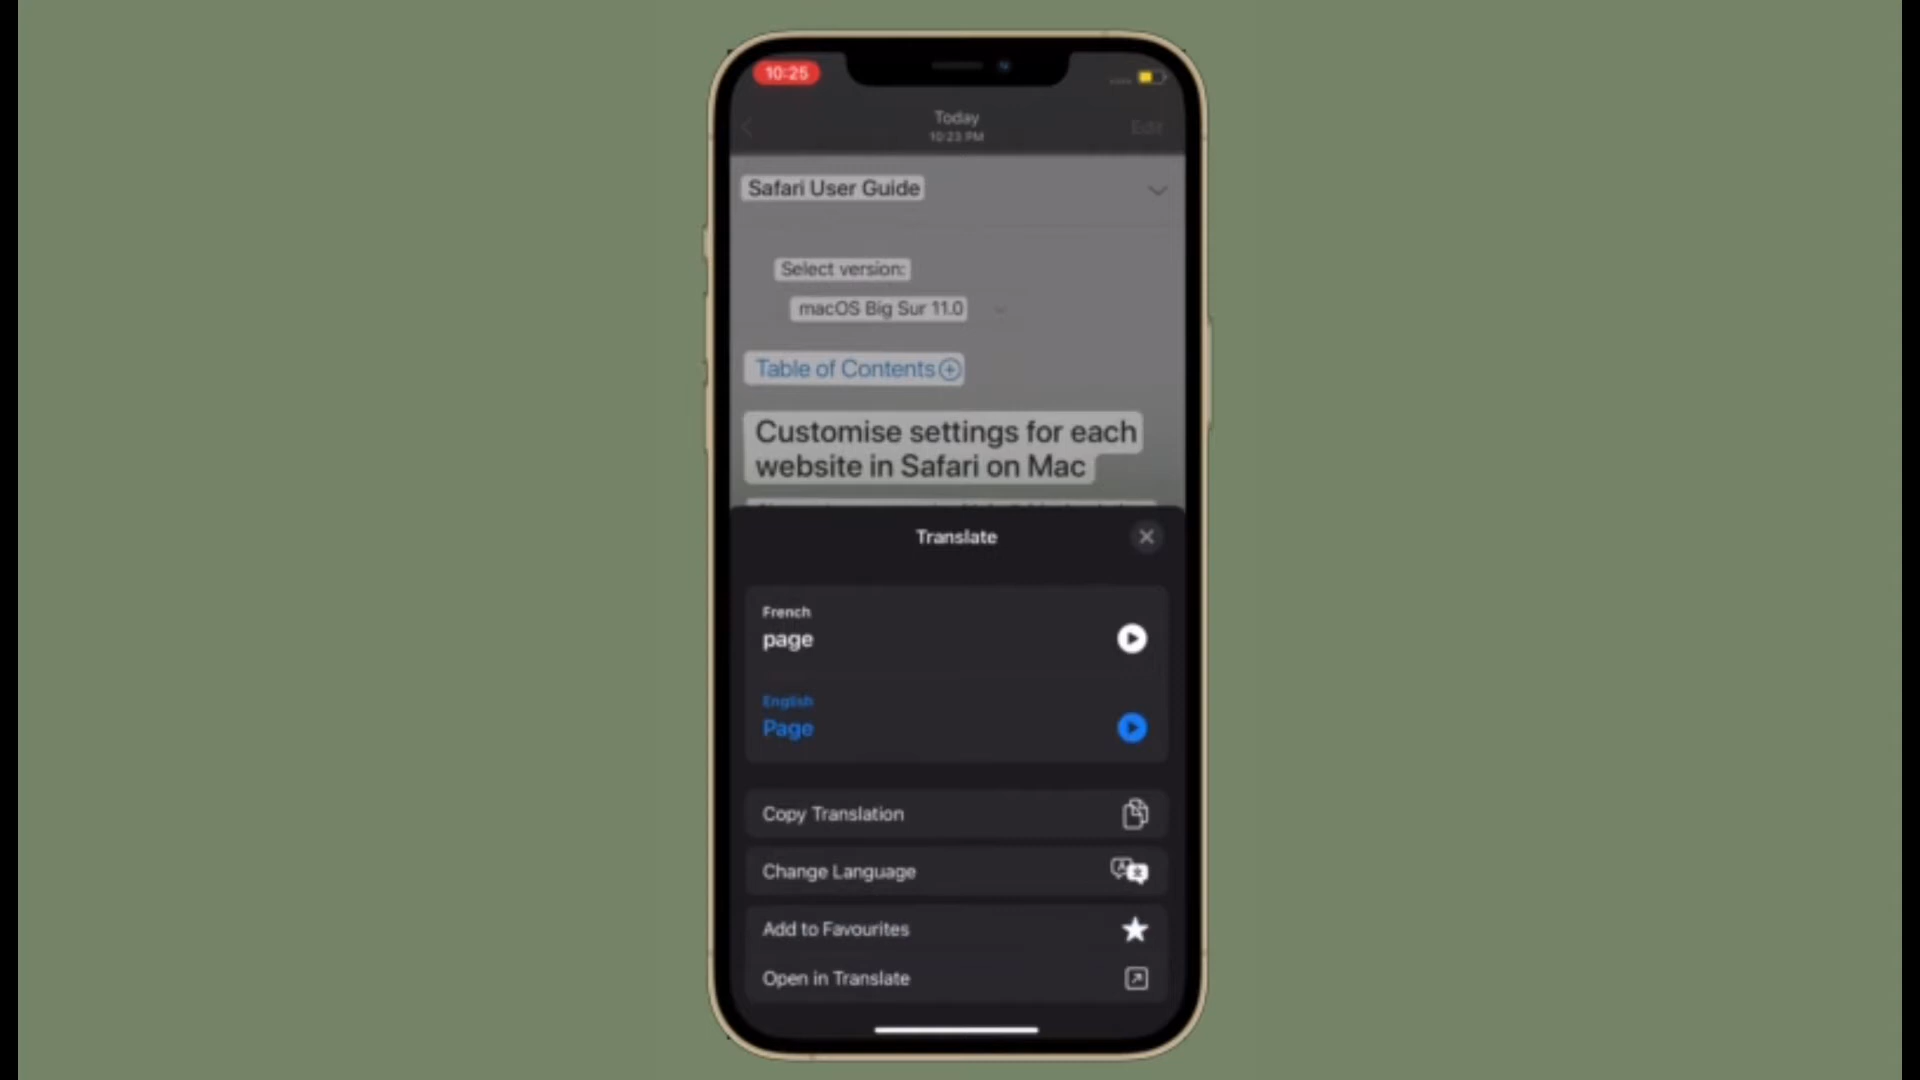 10:25
Today
10:23 PM
Edit
Safari User Guide
Select version:
macOS Big Sur 11.0
Table of Contents
Customise settings for each
website in Safari on Mac
Translate
French
page
English
Page
Copy Translation
Change Language
Add to Favourites
Open in Translate